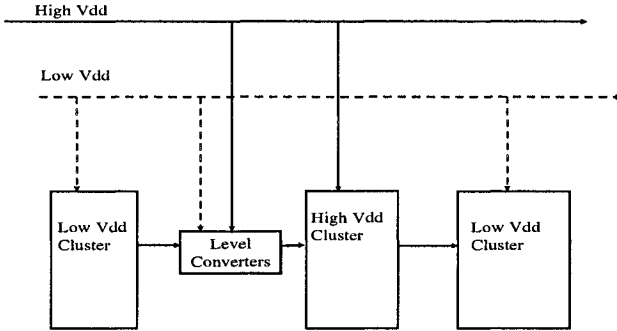 High Vdd
Low Vdd
Low Vdd
Cluster
Level
Converters
High Vdd
Cluster
Low Vdd
Cluster